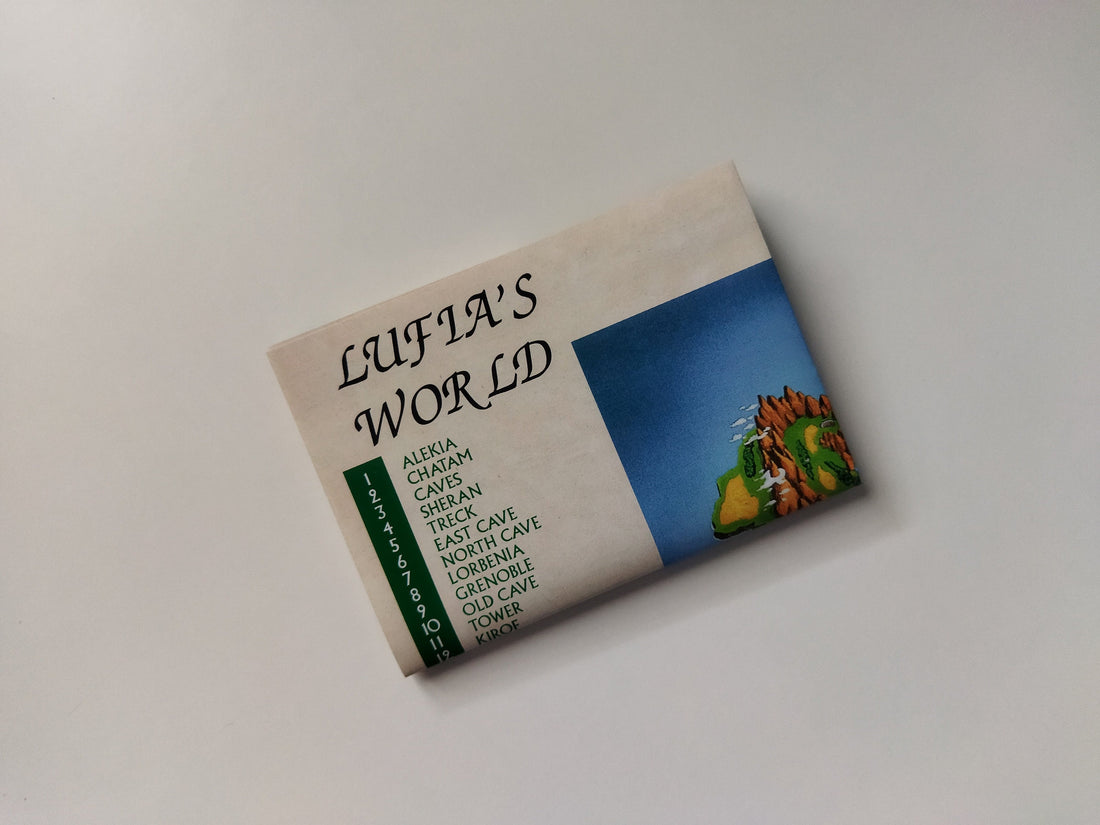 LUFIA'S
WORLD
1 ALEKIA
2 CHATAM
3 CAVES
4 SHERAN
5 TRECK
6 EAST CAVE
7 NORTH CAVE
8 LORBENIA
9 GRENOBLE
10 OLD CAVE
11 TOWER
12